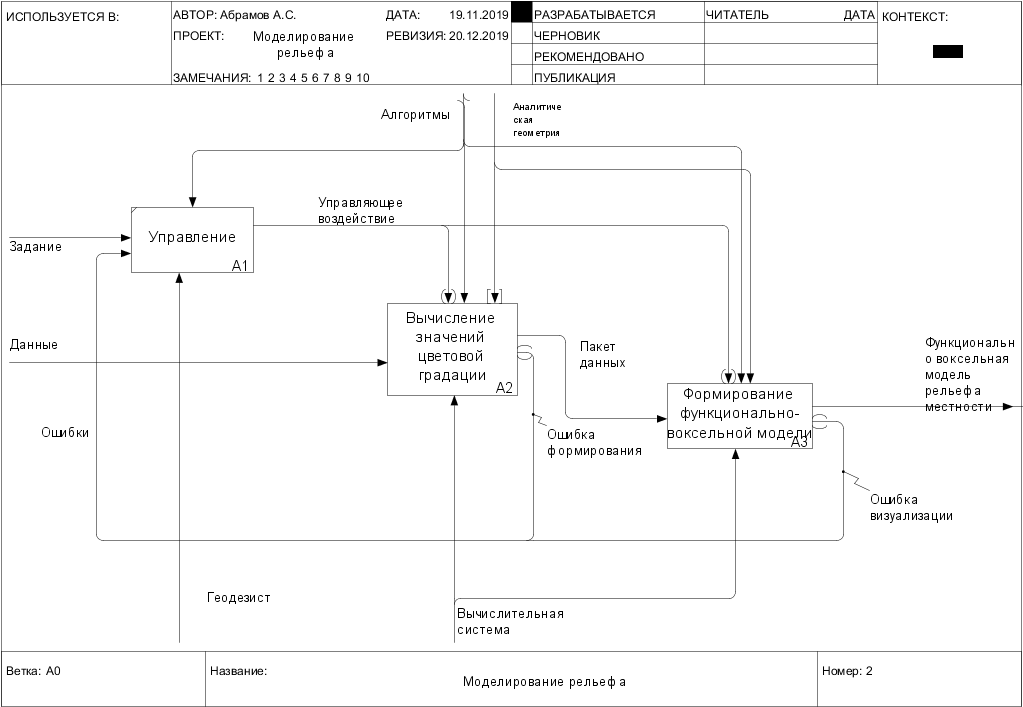 ИСПОЛЬЗУЕТСЯ В:
АВТОР: Абрамов А.С.
ДАТА: 19.11.2019
ПРОЕКТ: Моделирование
рельефа
РЕВИЗИЯ: 20.12.2019
ЗАМЕЧАНИЯ: 1 2 3 4 5 6 7 8 9 10
РАЗРАБАТЫВАЕТСЯ
ЧЕРНОВИК
РЕКОМЕНДОВАНО
ПУБЛИКАЦИЯ
ЧИТАТЕЛЬ
ДАТА
КОНТЕКСТ:
Алгоритмы
Аналитиче
ская
геометрия
Управляющее
воздействие
Управление
A1
Задание
Вычисление
значений
цветовой
градации
A2
Данные
Пакет
данных
Функциональн
о воксельная
модель
рельефа
местности
Формирование
функционально-
воксельной модели
A3
Ошибки
Ошибка
формирования
Ошибка
визуализации
Геодезист
Вычислительная
система
Ветка: A0
Название:
Моделирование рельефа
Номер: 2